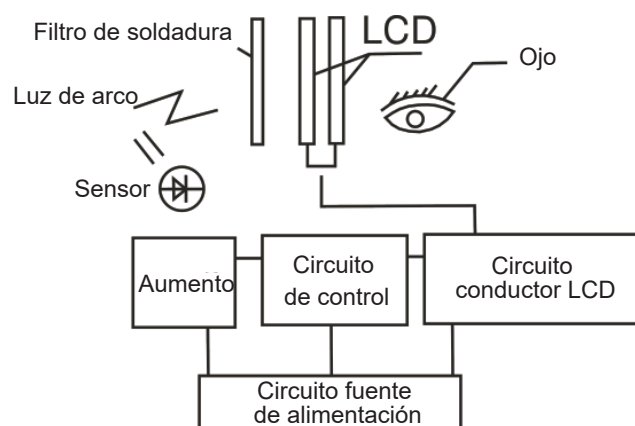 Filtro de soldadura
LCD
Ojo
Luz de arco
Sensor
Aumento
Circuito
de control
Circuito
conductor LCD
Circuito fuente
de alimentación